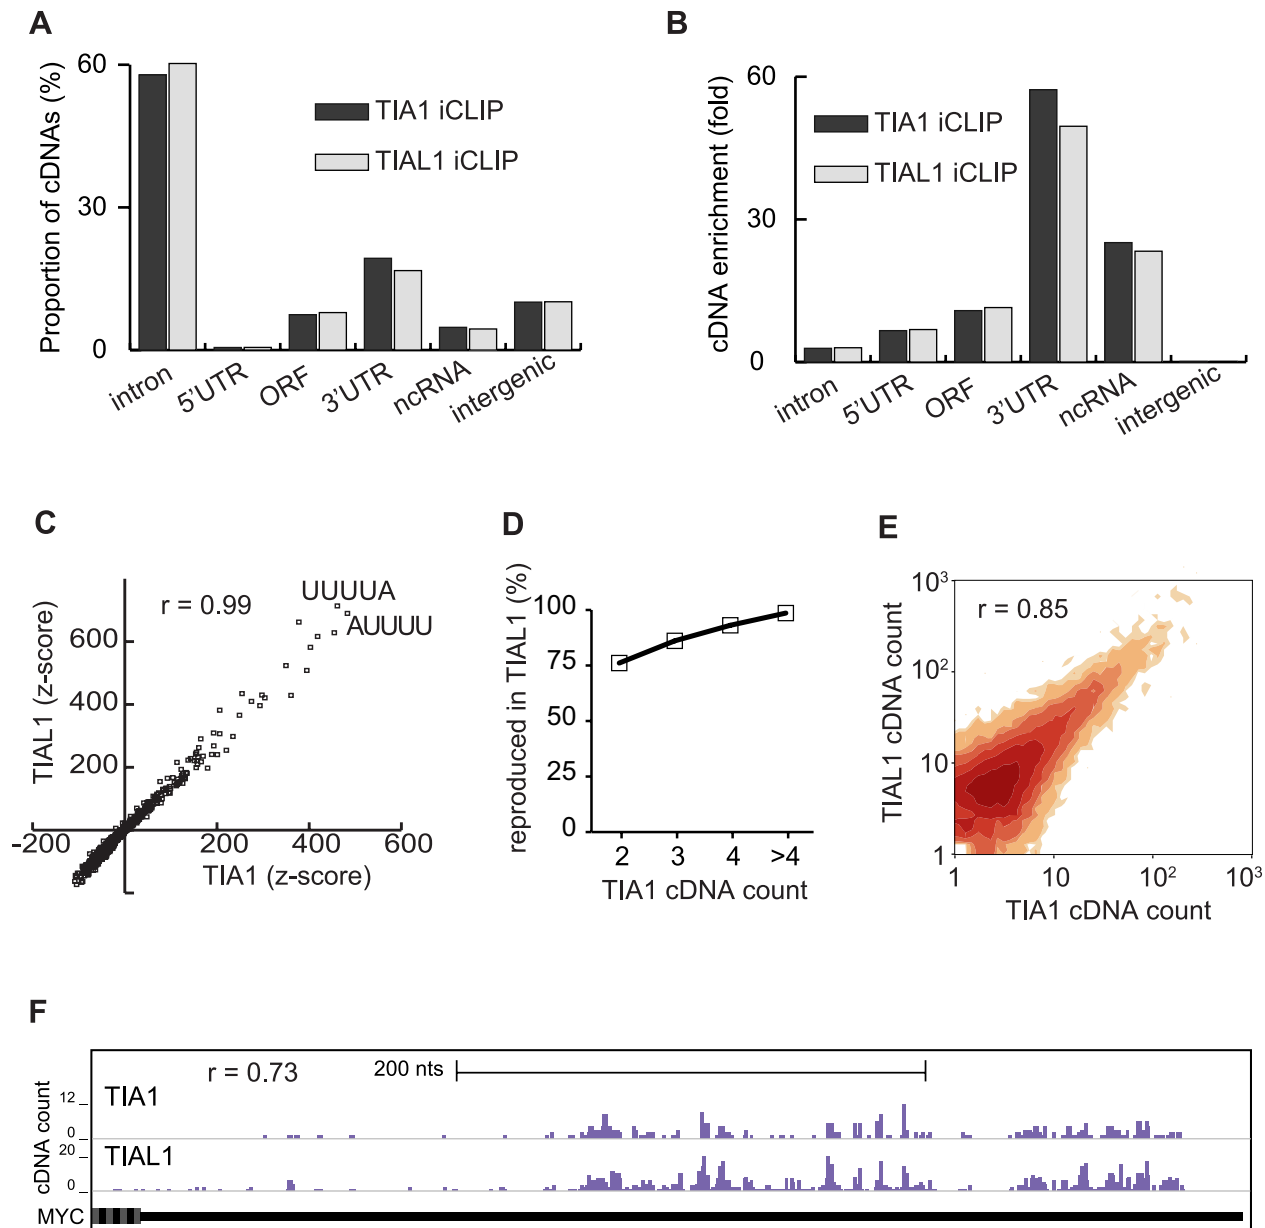 A
Proportion of cDNAs (%)
60
30
0
TIA1 iCLIP
TIAL1 iCLIP
intron
5'UTR
ORF
3'UTR
ncRNA
intergenic
B
cDNA enrichment (fold)
60
30
0
TIA1 iCLIP
TIAL1 iCLIP
intron
5'UTR
ORF
3'UTR
ncRNA
intergenic
C
TIAL1 (z-score)
r = 0.99
UUUUA
AUUUU
600
400
200
-200
200
400
600
TIA1 (z-score)
D
reproduced in TIAL1 (%)
100
75
50
25
0
2
3
4
>4
TIA1 cDNA count
E
TIAL1 cDNA count
r = 0.85
10³
10²
10
1
1
10
10²
10³
TIA1 cDNA count
F
r = 0.73
200 nts
cDNA count
TIA1
12
0
TIAL1
20
0
MYC